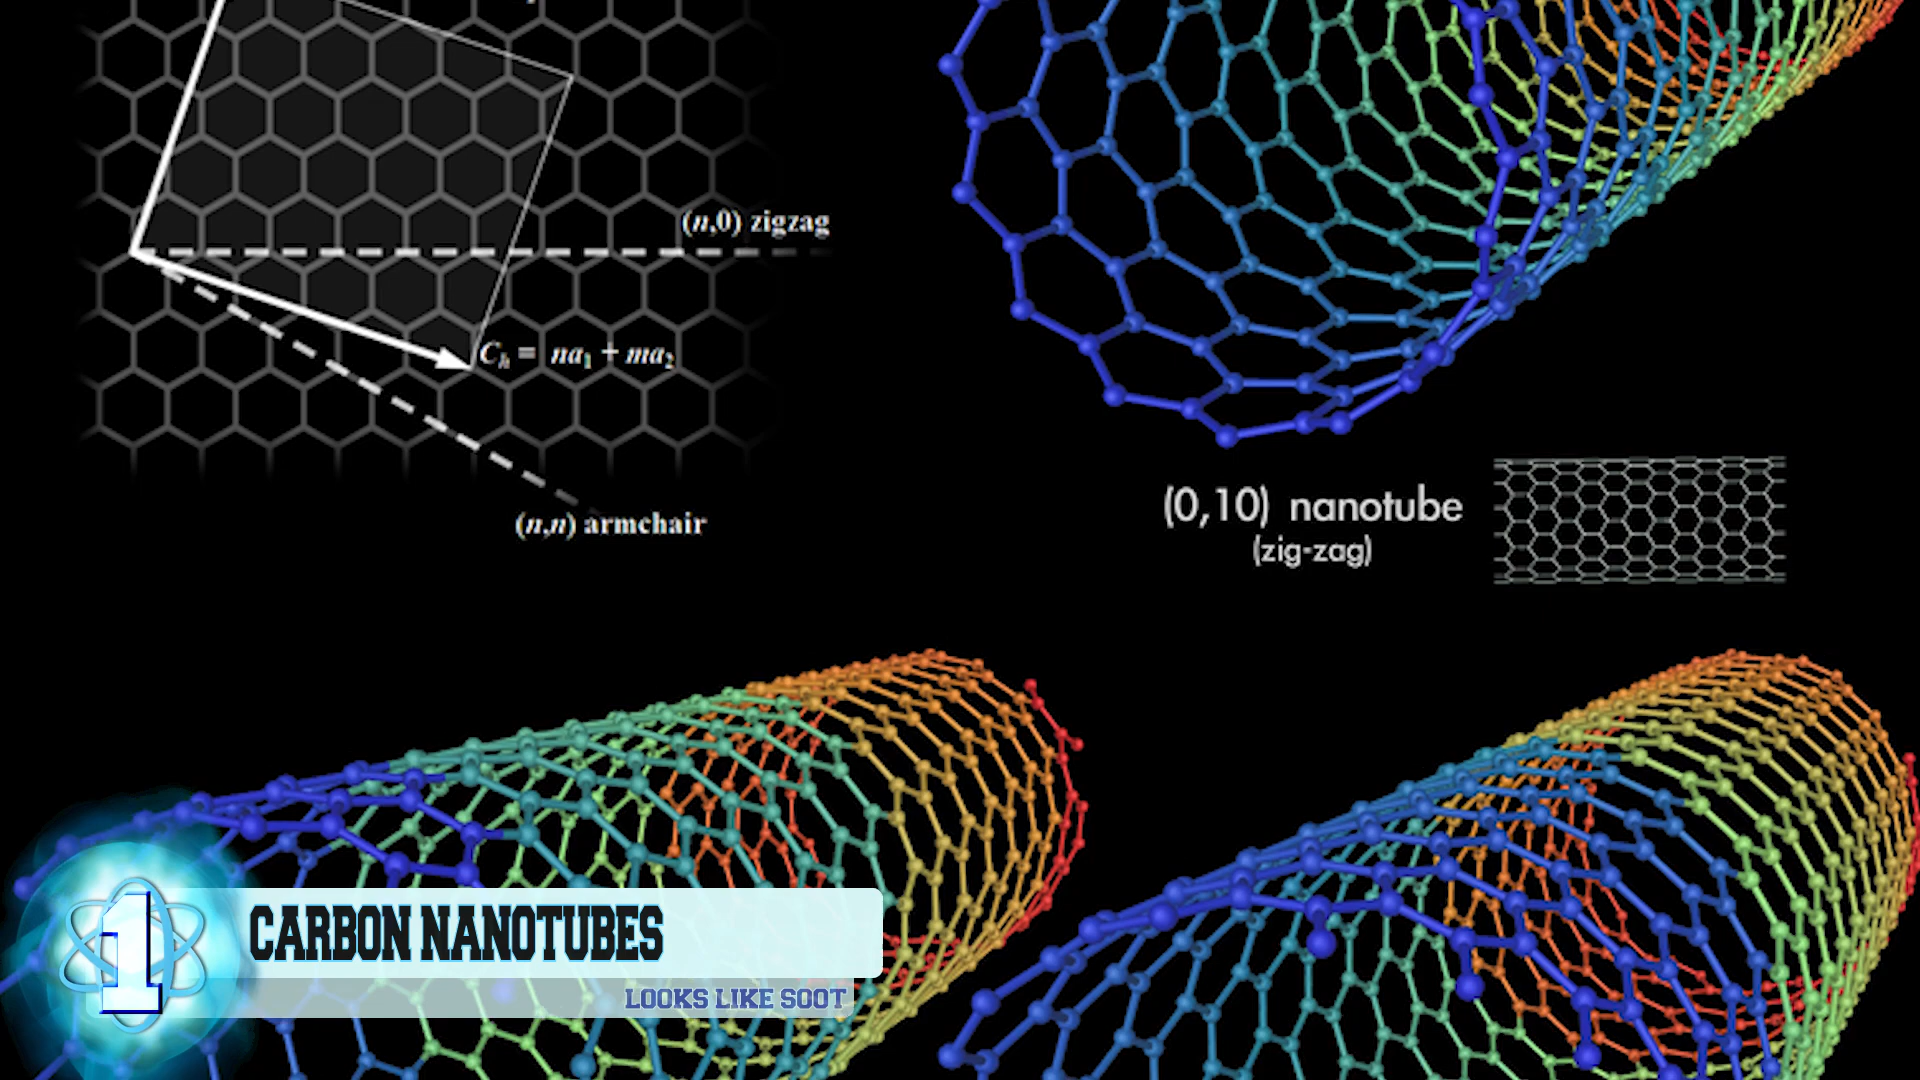 (n,0) zigzag
Cₕ = na₁ + ma₂
(n,n) armchair
(0,10) nanotube
(zig-zag)
1
CARBON NANOTUBES
LOOKS LIKE SOOT